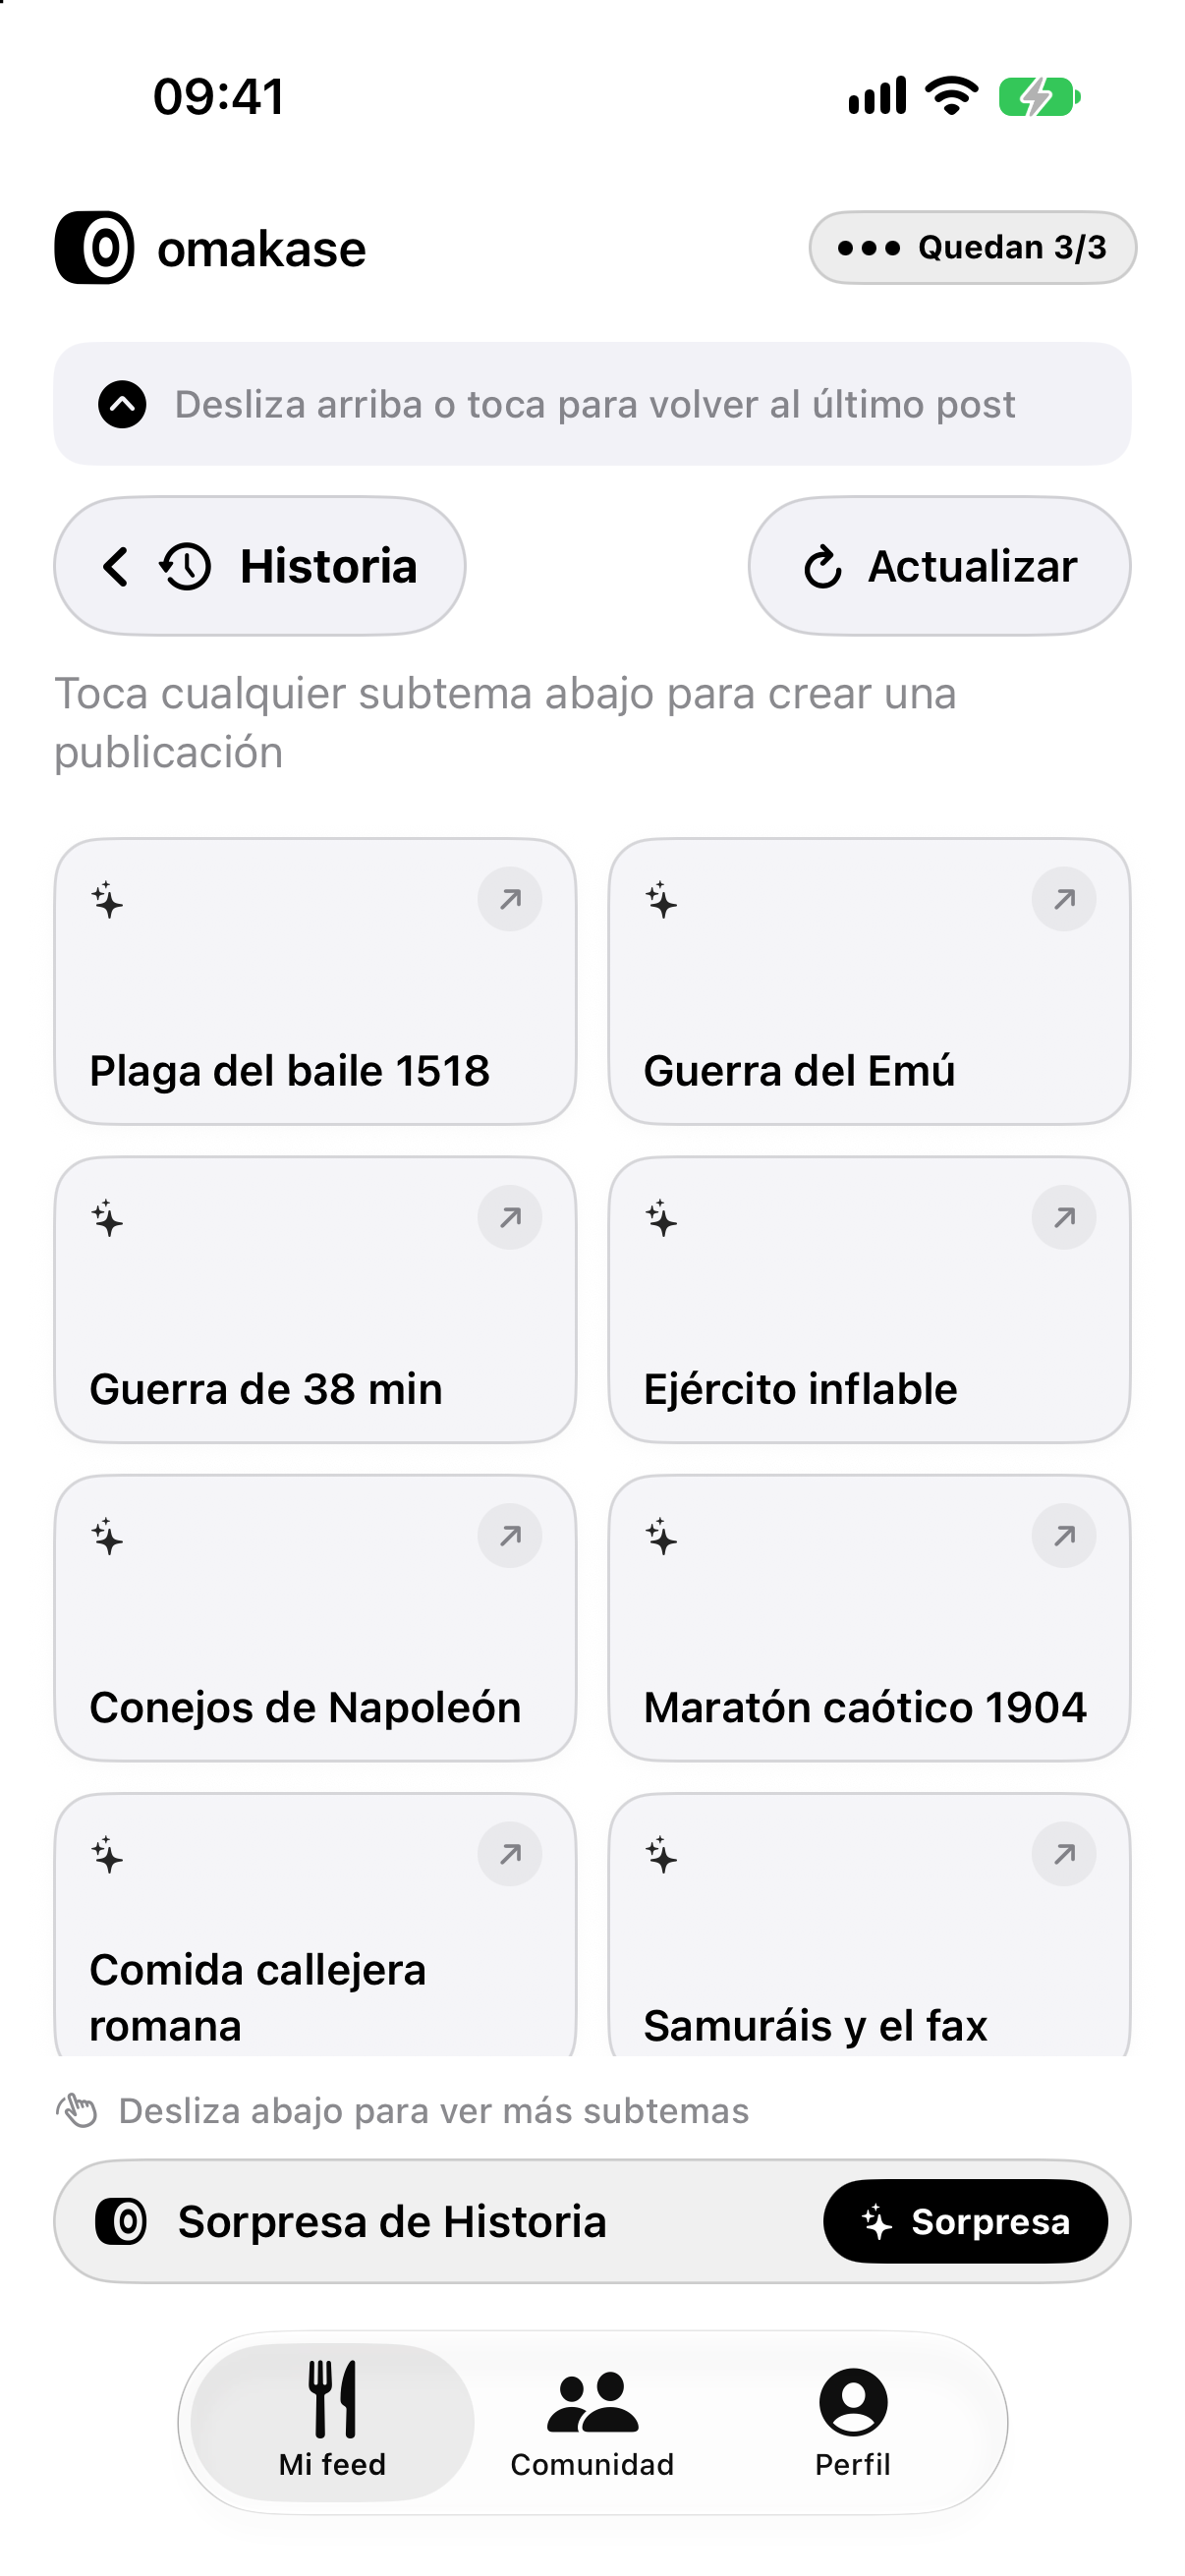 09:41
omakase
Quedan 3/3
Desliza arriba o toca para volver al último post
Historia
Actualizar
Toca cualquier subtema abajo para crear una
publicación
Plaga del baile 1518
Guerra del Emú
Guerra de 38 min
Ejército inflable
Conejos de Napoleón
Maratón caótico 1904
Comida callejera
romana
Samuráis y el fax
Desliza abajo para ver más subtemas
Sorpresa de Historia
Sorpresa
Mi feed
Comunidad
Perfil